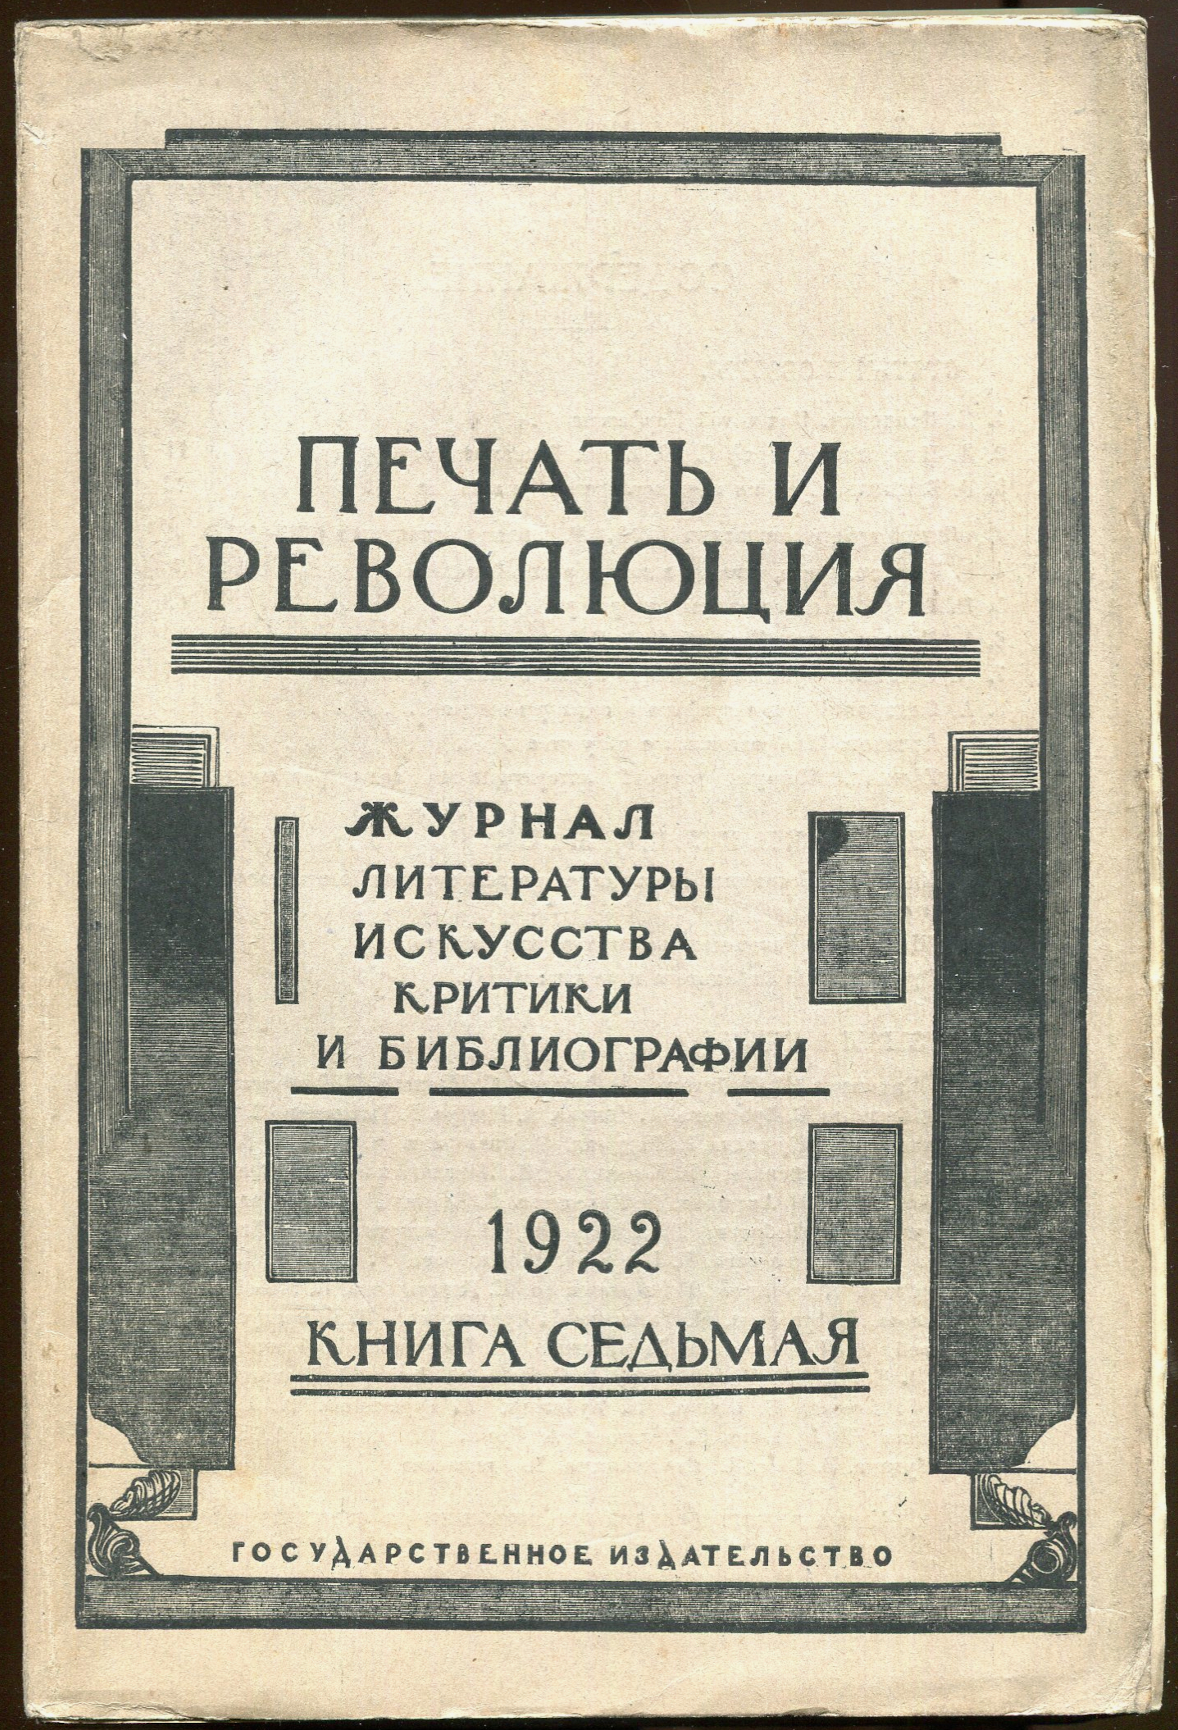 ПЕЧАТЬ И
РЕВОЛЮЦИЯ
ЖУРНАЛ
ЛИТЕРАТУРЫ
ИСКУССТВА
КРИТИКИ
И БИБЛИОГРАФИИ
1922
КНИГА СЕДЬМАЯ
ГОСУДАРСТВЕННОЕ ИЗДАТЕЛЬСТВО